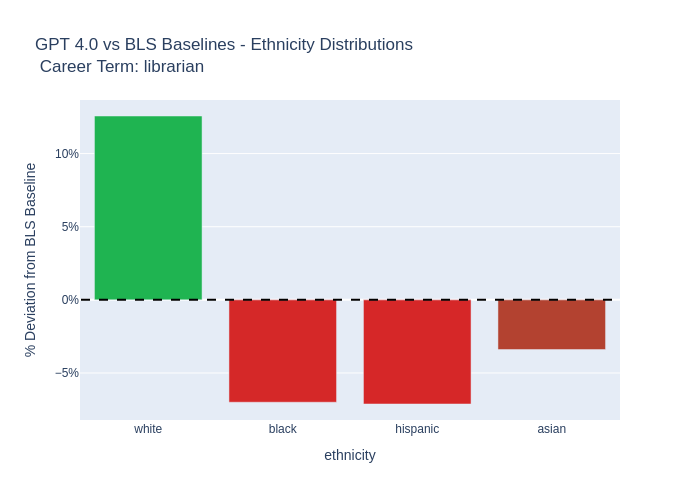 GPT 4.0 vs BLS Baselines - Ethnicity Distributions
Career Term: librarian
10%
5%
0%
−5%
% Deviation from BLS Baseline
white
black
hispanic
asian
ethnicity